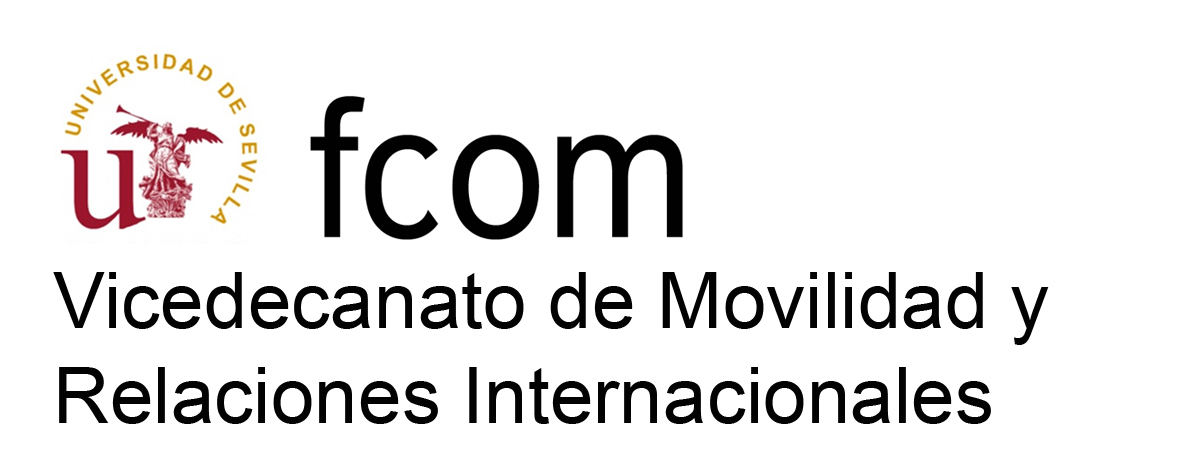 UNIVERSIDAD DE SEVILLA
u
fcom
Vicedecanato de Movilidad y
Relaciones Internacionales